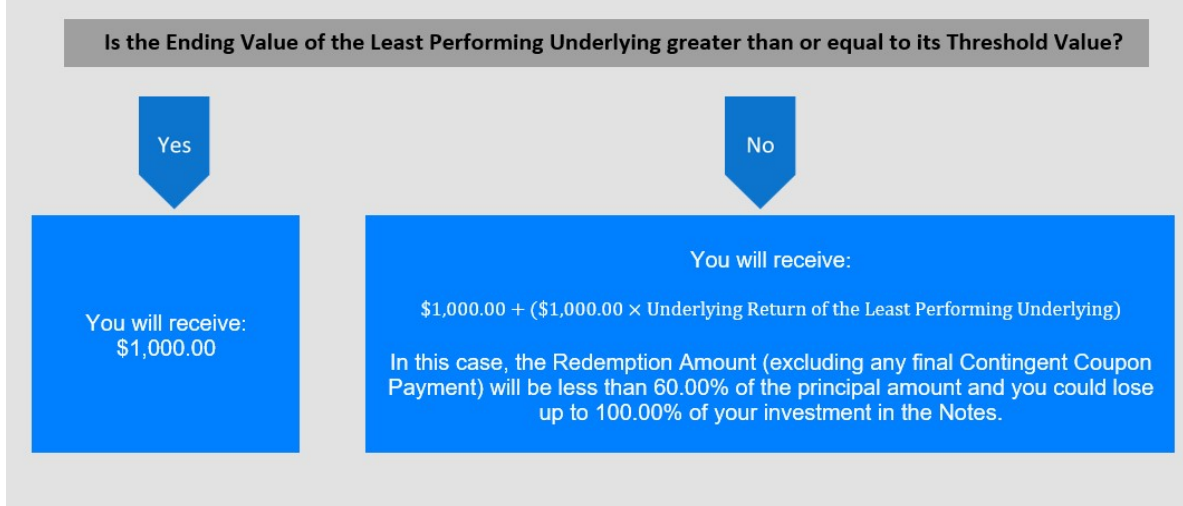 Is the Ending Value of the Least Performing Underlying greater than or equal to its Threshold Value?
Yes
No
You will receive:
$1,000.00
You will receive:
$1,000.00 + ($1,000.00 × Underlying Return of the Least Performing Underlying)
In this case, the Redemption Amount (excluding any final Contingent Coupon
Payment) will be less than 60.00% of the principal amount and you could lose
up to 100.00% of your investment in the Notes.